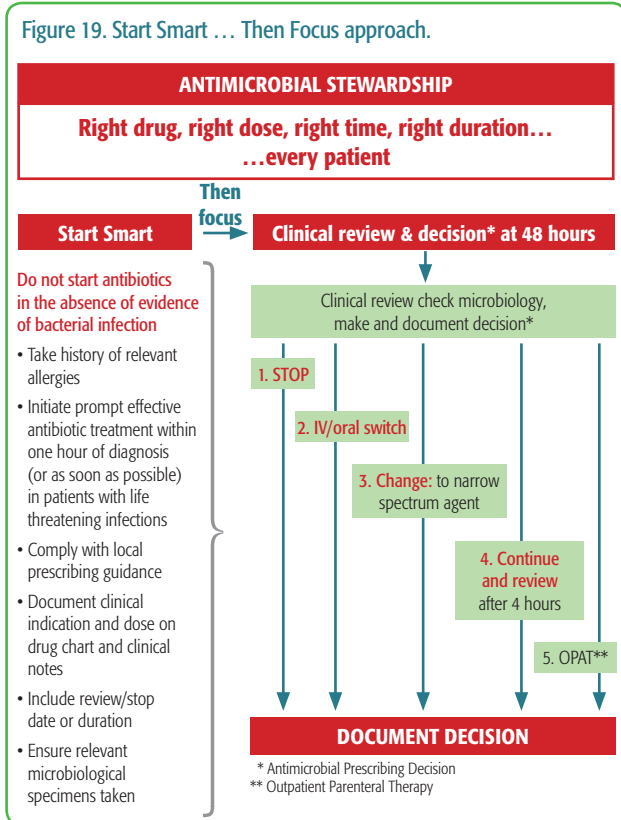 Figure 19. Start Smart … Then Focus approach.
ANTIMICROBIAL STEWARDSHIP
Right drug, right dose, right time, right duration…
…every patient
Then
focus
Start Smart
Clinical review & decision* at 48 hours
Do not start antibiotics
in the absence of evidence
of bacterial infection
• Take history of relevant
allergies
• Initiate prompt effective
antibiotic treatment within
one hour of diagnosis
(or as soon as possible)
in patients with life
threatening infections
• Comply with local
prescribing guidance
• Document clinical
indication and dose on
drug chart and clinical
notes
• Include review/stop
date or duration
• Ensure relevant
microbiological
specimens taken
Clinical review check microbiology,
make and document decision*
1. STOP
2. IV/oral switch
3. Change: to narrow
spectrum agent
4. Continue
and review
after 4 hours
5. OPAT**
DOCUMENT DECISION
* Antimicrobial Prescribing Decision
** Outpatient Parenteral Therapy